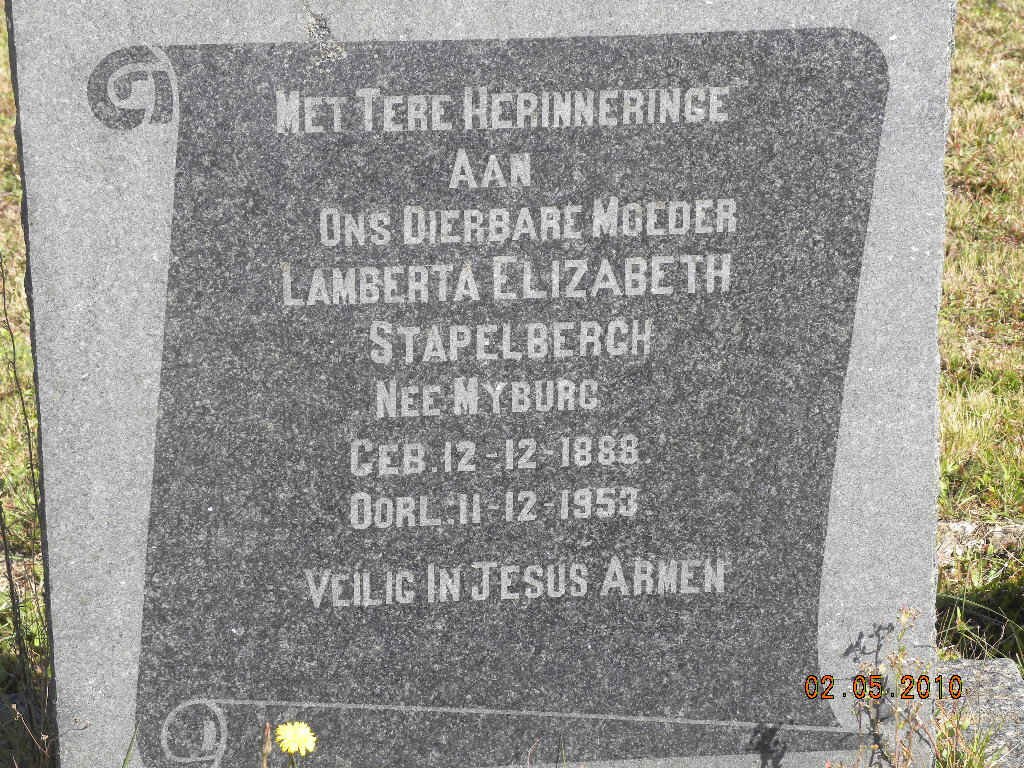 MET TERE HERINNERINGE
AAN
ONS DIERBARE MOEDER
LAMBERTA ELIZABETH
STAPELBERGH
NEE MYBURG
GEB. 12-12-1888.
OORL. 11-12-1953.
VEILIG IN JESUS ARMEN
02.05.2010